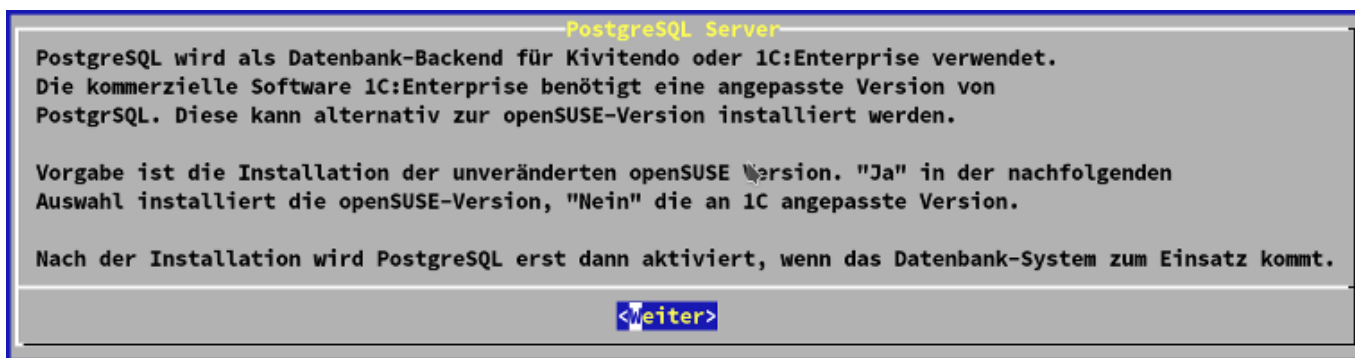 PostgreSQL Server
PostgreSQL wird als Datenbank-Backend für Kivitendo oder 1C:Enterprise verwendet.
Die kommerzielle Software 1C:Enterprise benötigt eine angepasste Version von
PostgrSQL. Diese kann alternativ zur openSUSE-Version installiert werden.
Vorgabe ist die Installation der unveränderten openSUSE Version. "Ja" in der nachfolgenden
Auswahl installiert die openSUSE-Version, "Nein" die an 1C angepasste Version.
Nach der Installation wird PostgreSQL erst dann aktiviert, wenn das Datenbank-System zum Einsatz kommt.
<Weiter>